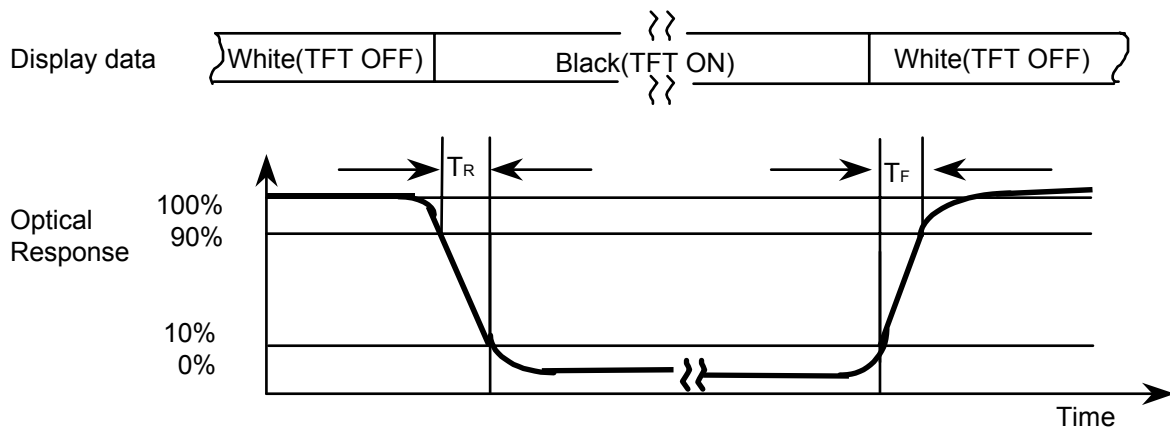 Display data
White(TFT OFF)
Black(TFT ON)
White(TFT OFF)
TR
TF
Optical
Response
100%
90%
10%
0%
Time